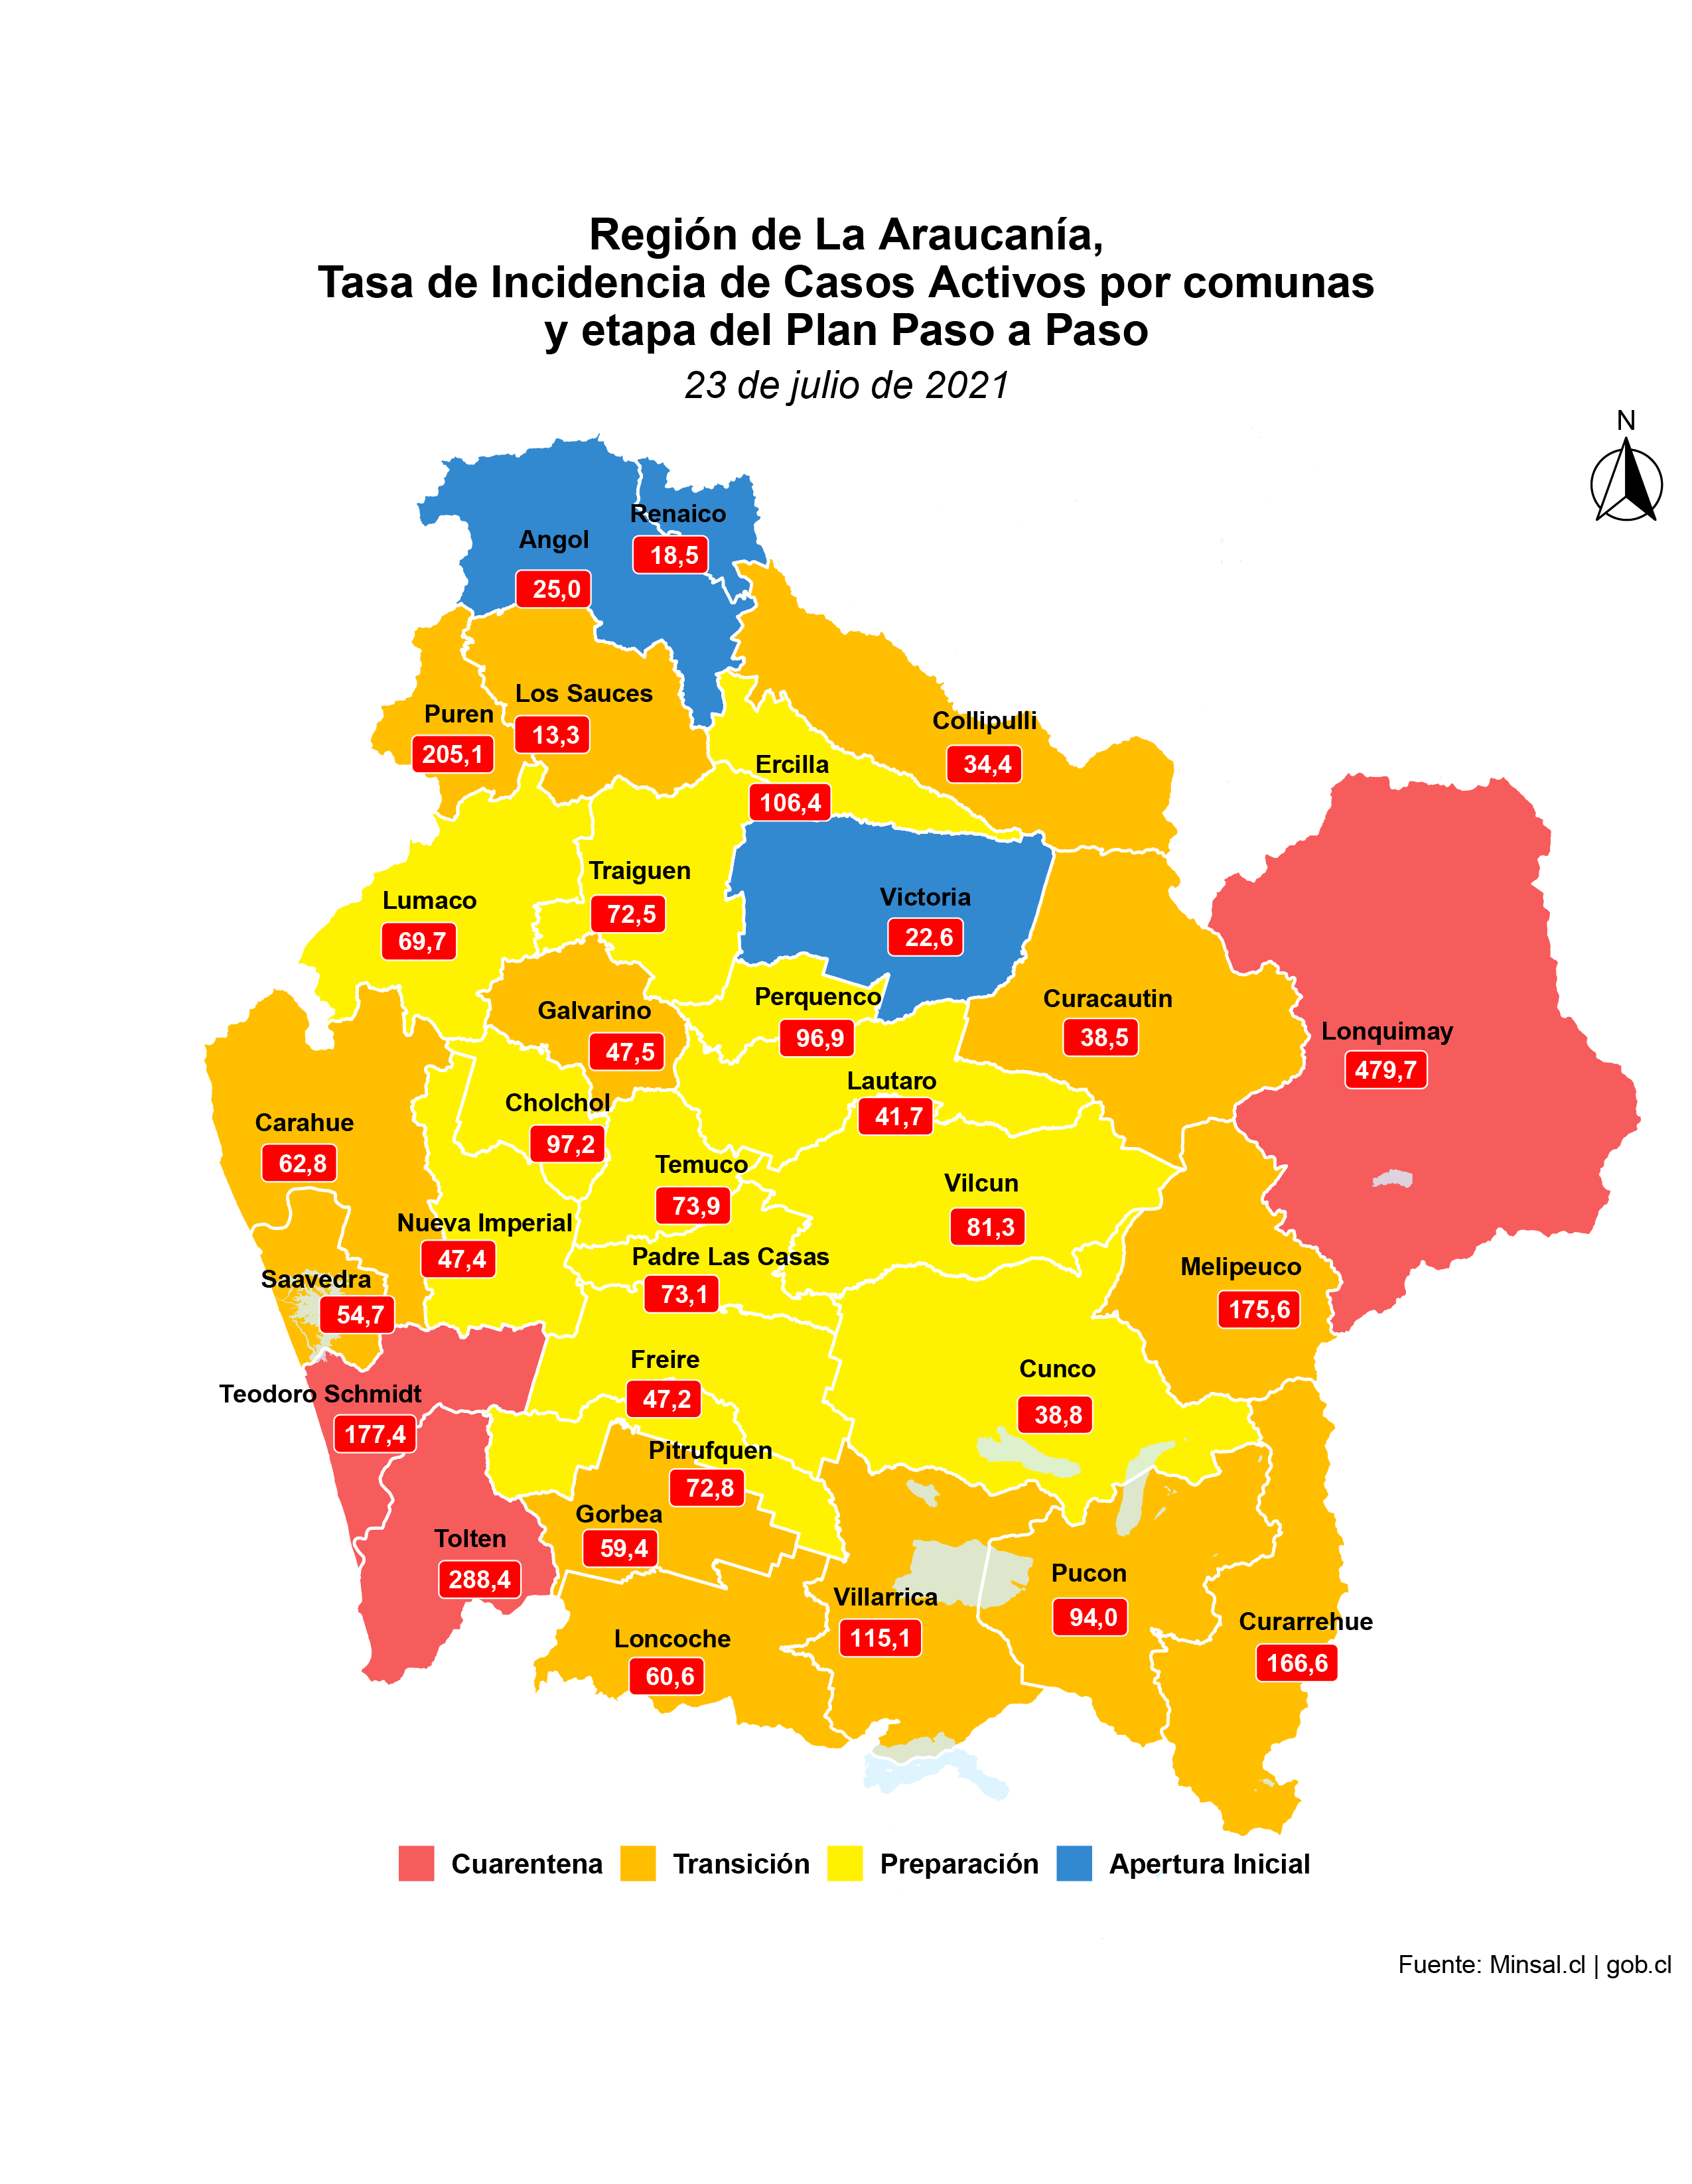 Región de La Araucanía,
Tasa de Incidencia de Casos Activos por comunas
y etapa del Plan Paso a Paso
23 de julio de 2021
N
Renaico
18,5
Angol
25,0
Los Sauces
13,3
Puren
205,1
Collipulli
34,4
Ercilla
106,4
Traiguen
72,5
Victoria
22,6
Lumaco
69,7
Perquenco
96,9
Curacautin
38,5
Galvarino
47,5
Lonquimay
479,7
Lautaro
41,7
Cholchol
97,2
Carahue
62,8
Temuco
73,9
Vilcun
81,3
Nueva Imperial
47,4
Padre Las Casas
73,1
Melipeuco
175,6
Saavedra
54,7
Freire
47,2
Cunco
38,8
Teodoro Schmidt
177,4
Pitrufquen
72,8
Gorbea
59,4
Tolten
288,4
Pucon
94,0
Villarrica
115,1
Curarrehue
166,6
Loncoche
60,6
Cuarentena Transición Preparación Apertura Inicial
Fuente: Minsal.cl | gob.cl